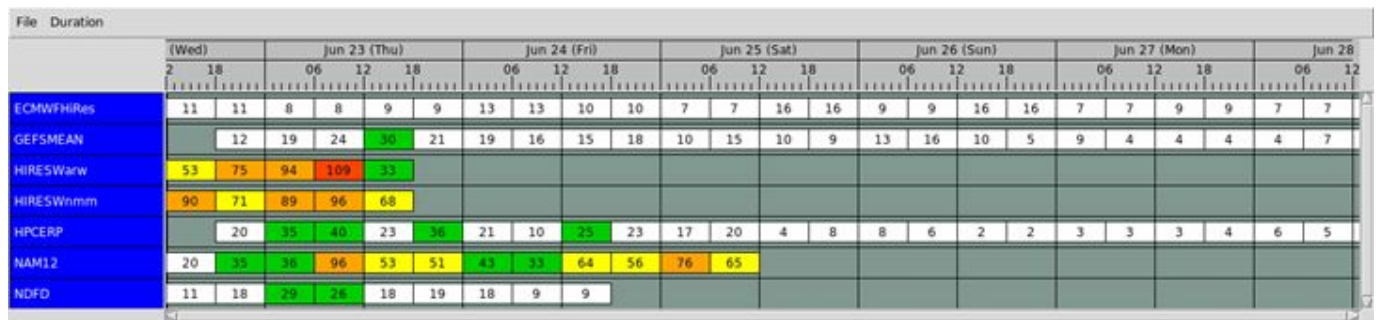 File Duration
(Wed) Jun 23 (Thu) Jun 24 (Fri) Jun 25 (Sat) Jun 26 (Sun) Jun 27 (Mon) Jun 28
2 18 06 12 18 06 12 18 06 12 18 06 12 18 06 12 18 06 12
ECMWFHiRes 11 11 8 8 9 9 13 13 10 10 7 7 16 16 9 9 16 16 7 7 9 9 7 7
GEFSMEAN 12 19 24 30 21 19 16 15 18 10 15 10 9 13 16 10 5 9 4 4 4 4 7
HIRESWarw 53 75 94 109 33
HIRESWnmm 90 71 89 96 68
HPCERP 20 35 40 23 36 21 10 25 23 17 20 4 8 8 6 2 2 3 3 3 4 6 5
NAM12 20 35 36 96 53 51 43 33 64 56 76 65
NDFD 11 18 29 26 18 19 18 9 9